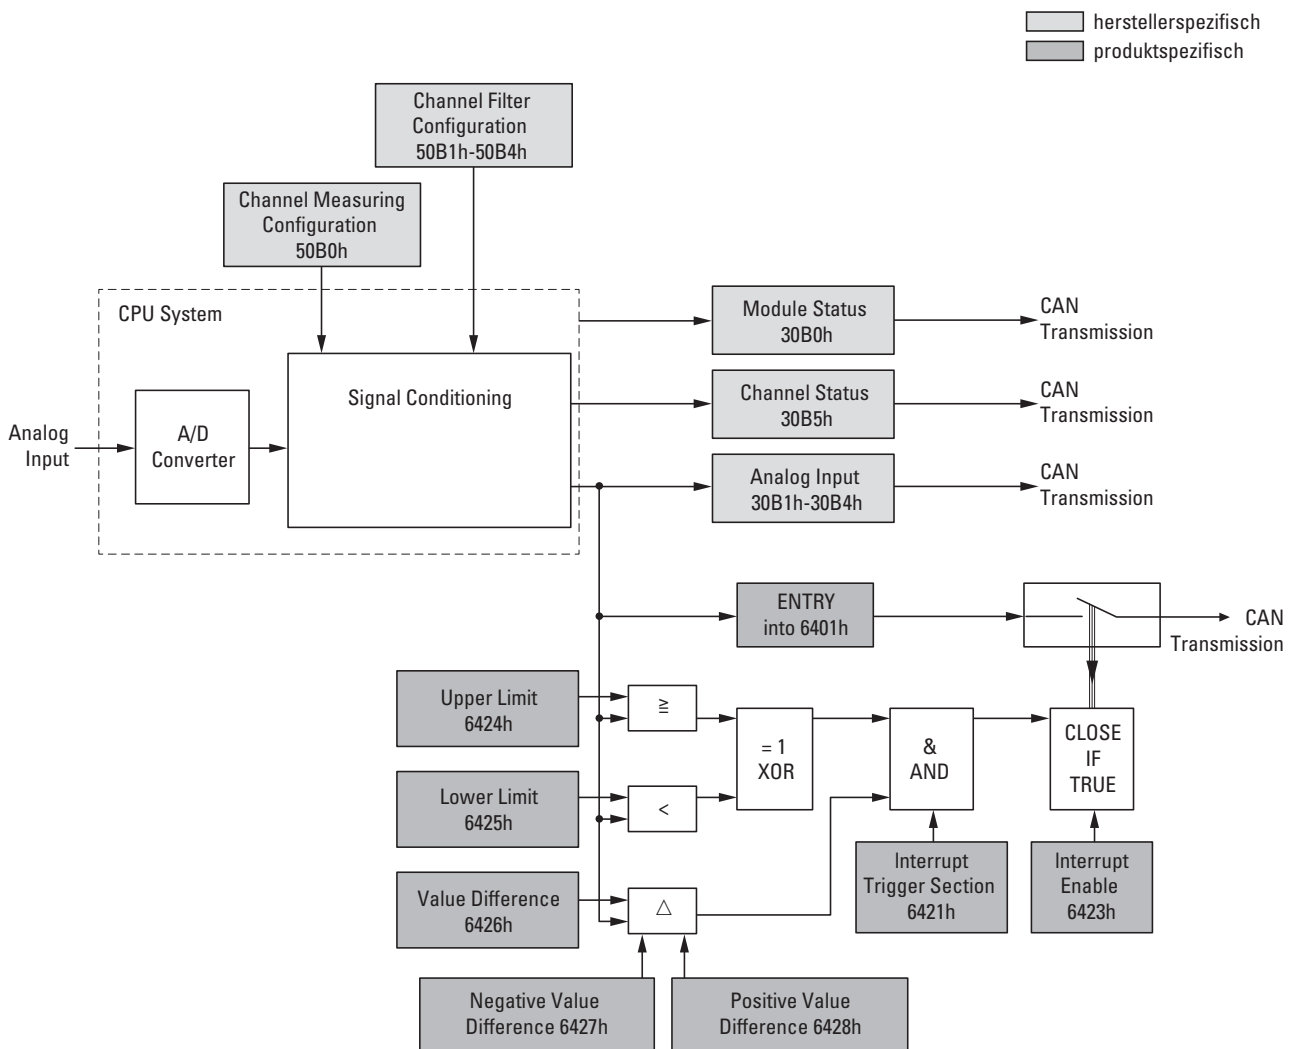 herstellerspezifisch
produktspezifisch
Channel Filter
Configuration
50B1h-50B4h
Channel Measuring
Configuration
50B0h
CPU System
Analog
Input
A/D
Converter
Signal Conditioning
Module Status
30B0h
CAN
Transmission
Channel Status
30B5h
CAN
Transmission
Analog Input
30B1h-30B4h
CAN
Transmission
ENTRY
into 6401h
CAN
Transmission
Upper Limit
6424h
≧
= 1
XOR
&
AND
CLOSE
IF
TRUE
Lower Limit
6425h
<
Value Difference
6426h
△
Interrupt
Trigger Section
6421h
Interrupt
Enable
6423h
Negative Value
Difference 6427h
Positive Value
Difference 6428h